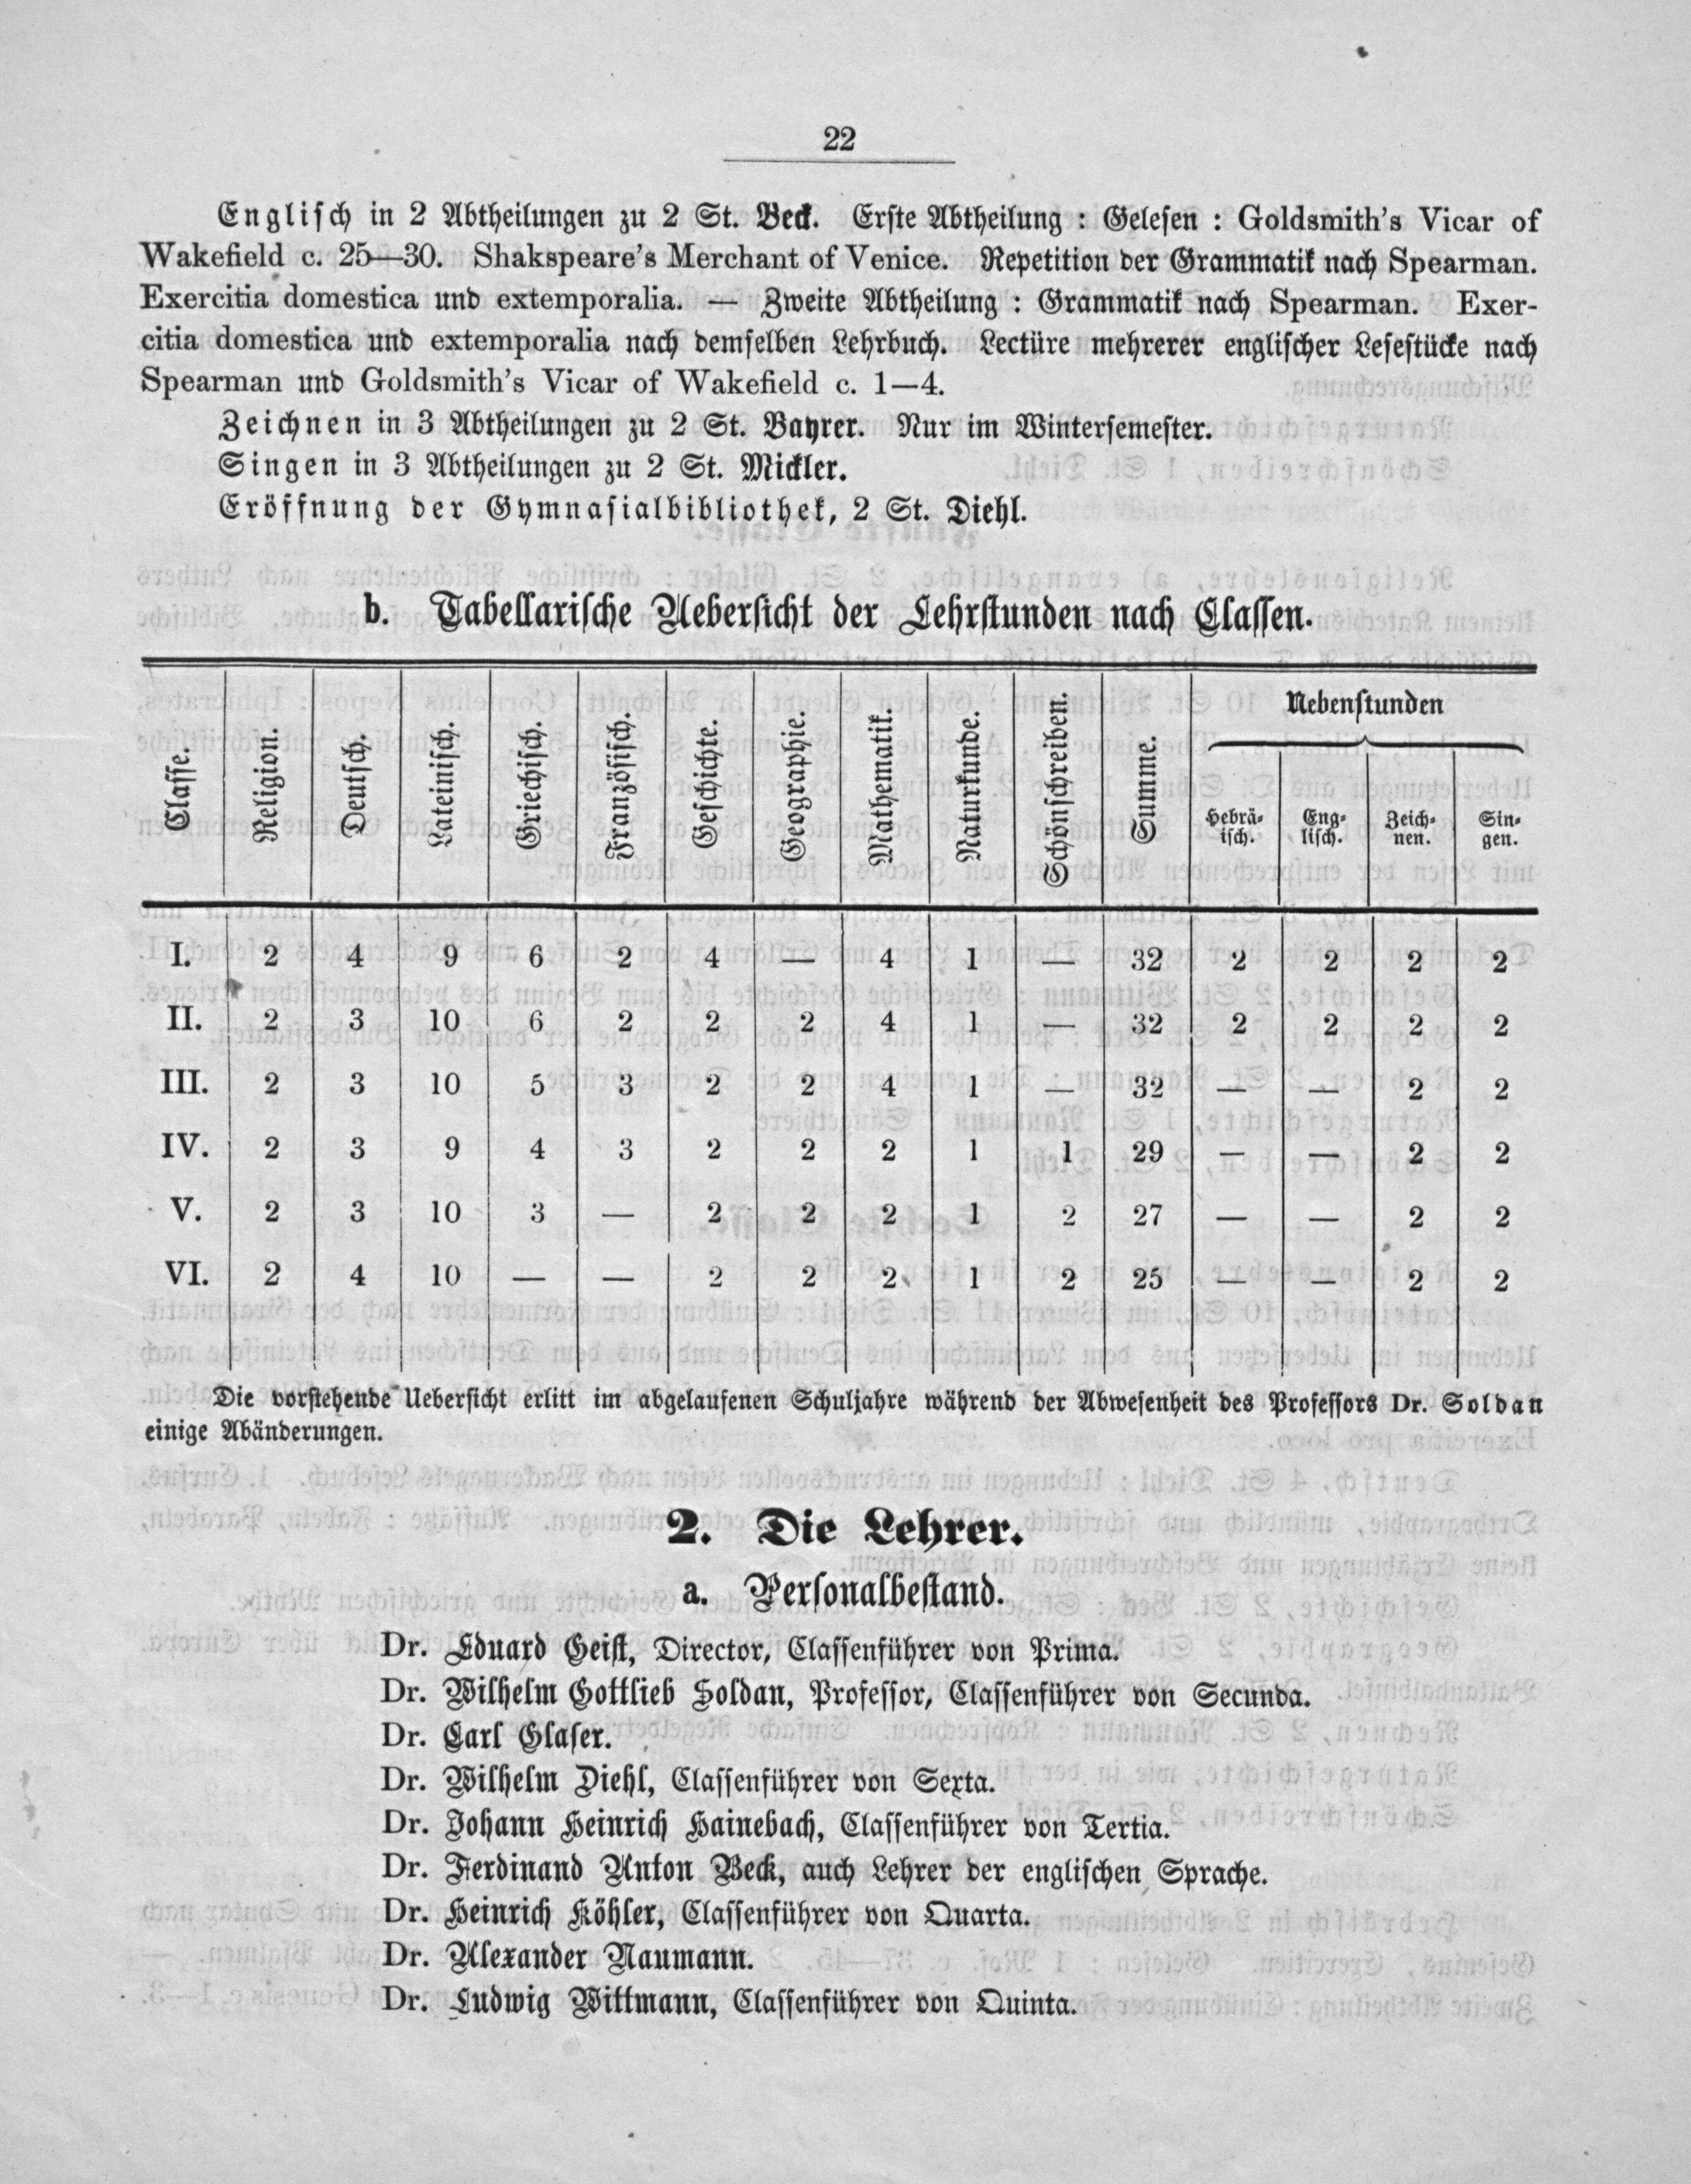 22
Englisch in 2 Abtheilungen zu 2 St. Beck. Erste Abtheilung : Gelesen : Goldsmith's Vicar of
Wakefield c. 25—30. Shakspeare's Merchant of Venice. Repetition der Grammatik nach Spearman.
Exercitia domestica und extemporalia. — Zweite Abtheilung : Grammatik nach Spearman. Exer-
citia domestica und extemporalia nach demselben Lehrbuch. Lectüre mehrerer englischer Lesestücke nach
Spearman und Goldsmith's Vicar of Wakefield c. 1—4.
Zeichnen in 3 Abtheilungen zu 2 St. Bayrer. Nur im Wintersemester.
Singen in 3 Abtheilungen zu 2 St. Mickler.
Eröffnung der Gymnasialbibliothek, 2 St. Diehl.
b. Tabellarische Uebersicht der Lehrstunden nach Classen.
Nebenstunden
Classe. Religion. Deutsch. Lateinisch. Griechisch. Französisch. Geschichte. Geographie. Mathematik. Naturkunde. Schönschreiben. Summe. Hebrä- Eng- Zeich- Sin-
isch. lisch. nen. gen.
I. 2 4 9 6 2 4 — 4 1 — 32 2 2 2 2
II. 2 3 10 6 2 2 2 4 1 — 32 2 2 2 2
III. 2 3 10 5 3 2 2 4 1 — 32 — — 2 2
IV. 2 3 9 4 3 2 2 2 1 1 29 — — 2 2
V. 2 3 10 3 — 2 2 2 1 2 27 — — 2 2
VI. 2 4 10 — — 2 2 2 1 2 25 — — 2 2
Die vorstehende Uebersicht erlitt im abgelaufenen Schuljahre während der Abwesenheit des Professors Dr. Soldan
einige Abänderungen.
2. Die Lehrer.
a. Personalbestand.
Dr. Eduard Geist, Director, Classenführer von Prima.
Dr. Wilhelm Gottlieb Soldan, Professor, Classenführer von Secunda.
Dr. Carl Glaser.
Dr. Wilhelm Diehl, Classenführer von Sexta.
Dr. Johann Heinrich Hainebach, Classenführer von Tertia.
Dr. Ferdinand Anton Beck, auch Lehrer der englischen Sprache.
Dr. Heinrich Köhler, Classenführer von Quarta.
Dr. Alexander Naumann.
Dr. Ludwig Wittmann, Classenführer von Quinta.